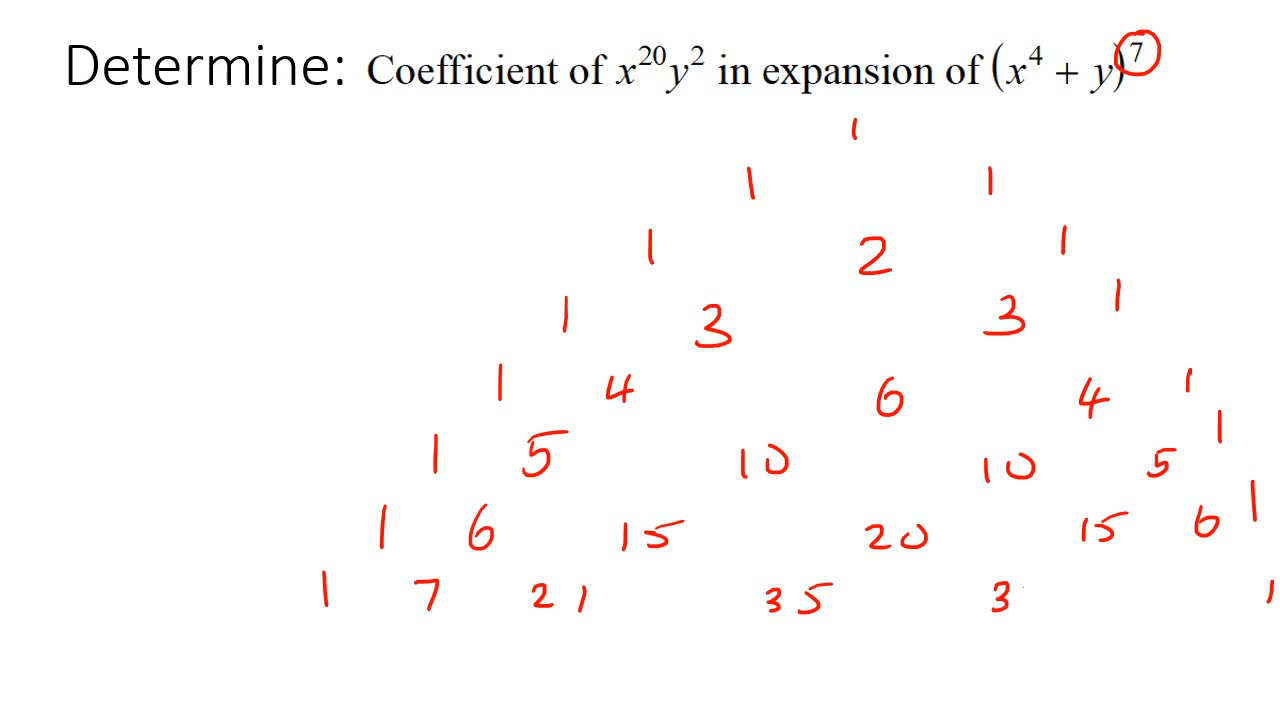 Determine: Coefficient of x²⁰y² in expansion of (x⁴ + y)⁷
1
1 1
1 2 1
1 3 3 1
1 4 6 4 1
1 5 10 10 5 1
1 6 15 20 15 6 1
1 7 21 35 3 1